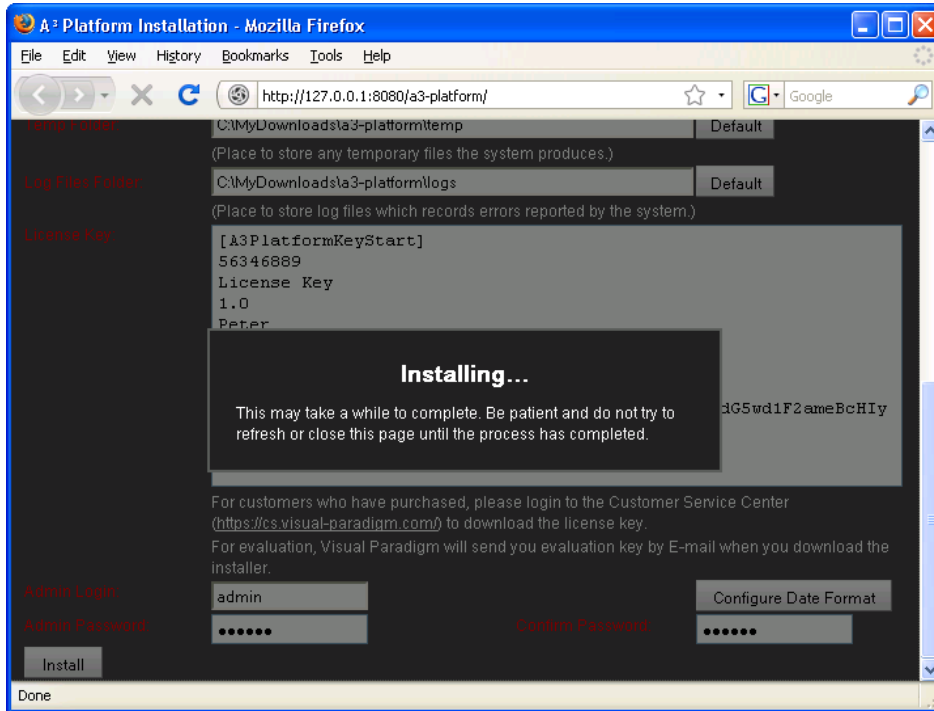 A³ Platform Installation - Mozilla Firefox
File Edit View History Bookmarks Tools Help
http://127.0.0.1:8080/a3-platform/ G Google
Temp Folder: C:\MyDownloads\a3-platform\temp Default
(Place to store any temporary files the system produces.)
Log Files Folder: C:\MyDownloads\a3-platform\logs Default
(Place to store log files which records errors reported by the system.)
License Key: [A3PlatformKeyStart]
56346889
License Key
1.0
Peter
Installing...
This may take a while to complete. Be patient and do not try to
refresh or close this page until the process has completed.
dG5wd1F2ameBcHIy
For customers who have purchased, please login to the Customer Service Center
(https://cs.visual-paradigm.com/) to download the license key.
For evaluation, Visual Paradigm will send you evaluation key by E-mail when you download the
installer.
Admin Login: admin Configure Date Format
Admin Password: •••••• Confirm Password: ••••••
Install
Done